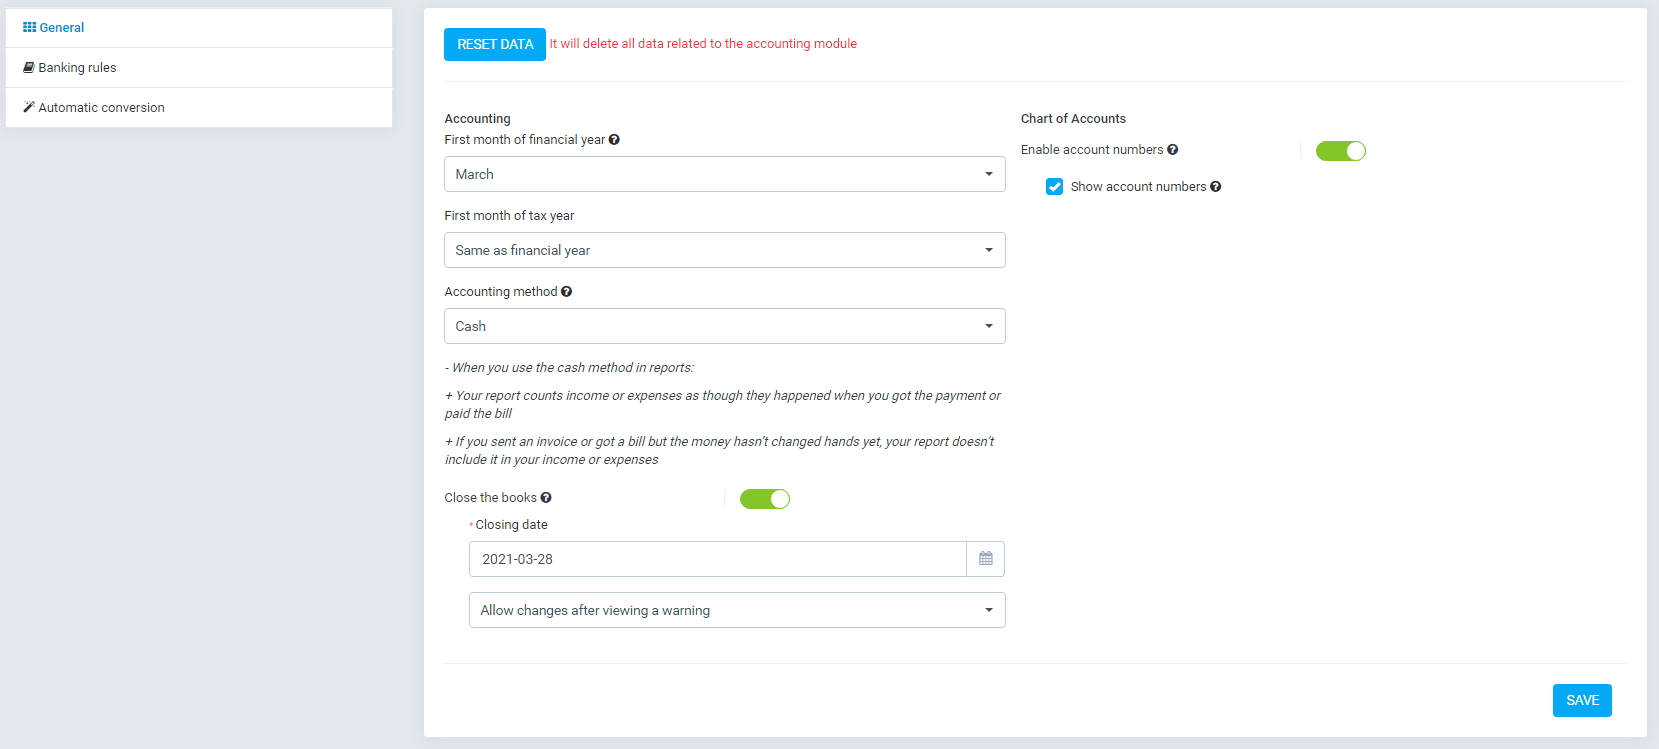 General
Banking rules
Automatic conversion
RESET DATA It will delete all data related to the accounting module
Accounting
First month of financial year
March
First month of tax year
Same as financial year
Accounting method
Cash
- When you use the cash method in reports:
+ Your report counts income or expenses as though they happened when you got the payment or
paid the bill
+ If you sent an invoice or got a bill but the money hasn't changed hands yet, your report doesn't
include it in your income or expenses
Close the books
* Closing date
2021-03-28
Allow changes after viewing a warning
Chart of Accounts
Enable account numbers
Show account numbers
SAVE